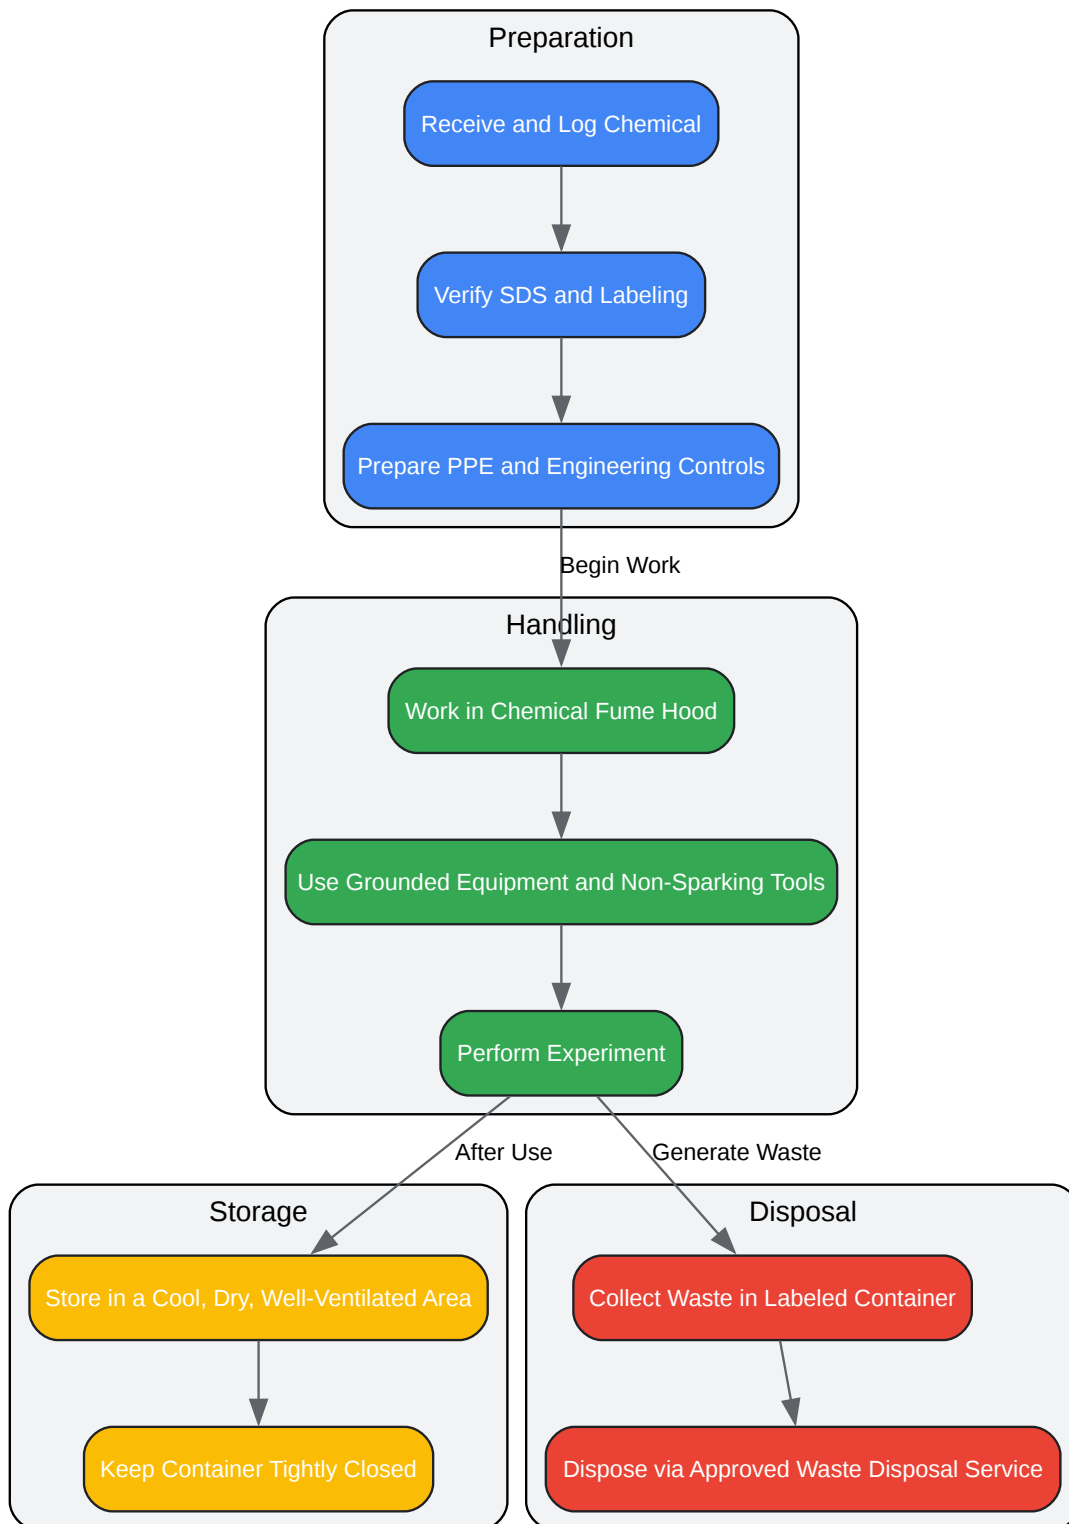 Preparation
Receive and Log Chemical
Verify SDS and Labeling
Prepare PPE and Engineering Controls
Begin Work
Handling
Work in Chemical Fume Hood
Use Grounded Equipment and Non-Sparking Tools
Perform Experiment
After Use
Generate Waste
Storage
Store in a Cool, Dry, Well-Ventilated Area
Keep Container Tightly Closed
Disposal
Collect Waste in Labeled Container
Dispose via Approved Waste Disposal Service